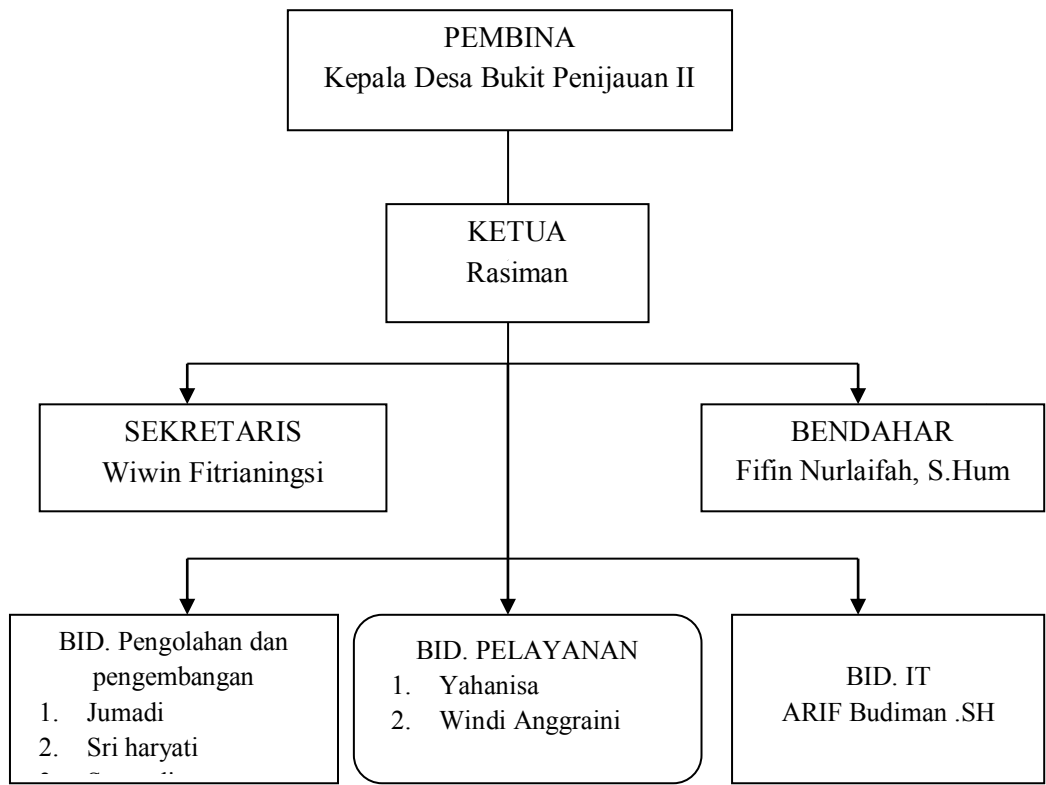 PEMBINA
Kepala Desa Bukit Penijauan II
KETUA
Rasiman
SEKRETARIS
Wiwin Fitrianingsi
BENDAHAR
Fifin Nurlaifah, S.Hum
BID. Pengolahan dan
pengembangan
1. Jumadi
2. Sri haryati
BID. PELAYANAN
1. Yahanisa
2. Windi Anggraini
BID. IT
ARIF Budiman .SH